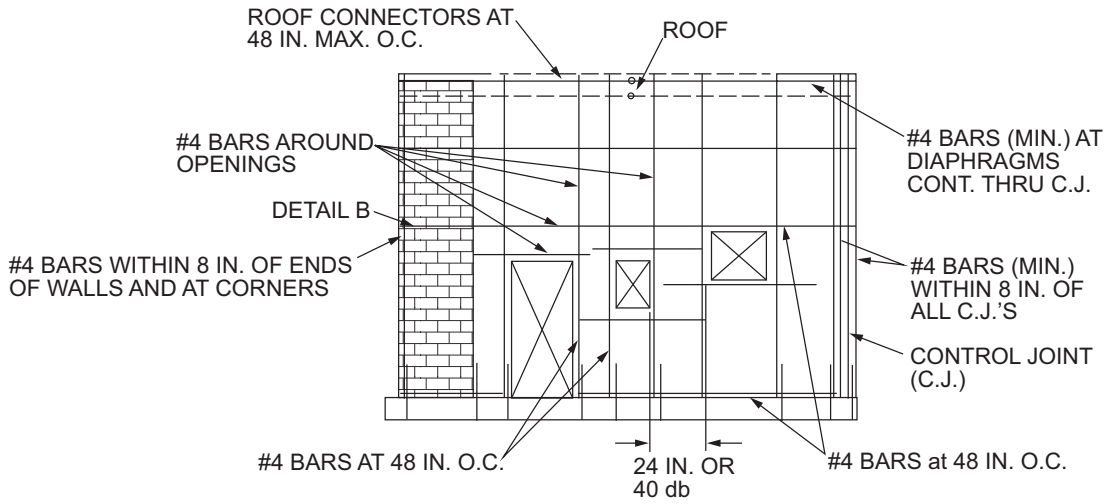 ROOF CONNECTORS AT
48 IN. MAX. O.C.
ROOF
#4 BARS AROUND
OPENINGS
#4 BARS (MIN.) AT
DIAPHRAGMS
CONT. THRU C.J.
DETAIL B
#4 BARS WITHIN 8 IN. OF ENDS
OF WALLS AND AT CORNERS
#4 BARS (MIN.)
WITHIN 8 IN. OF
ALL C.J.'S
CONTROL JOINT
(C.J.)
#4 BARS AT 48 IN. O.C.
24 IN. OR
40 db
#4 BARS at 48 IN. O.C.